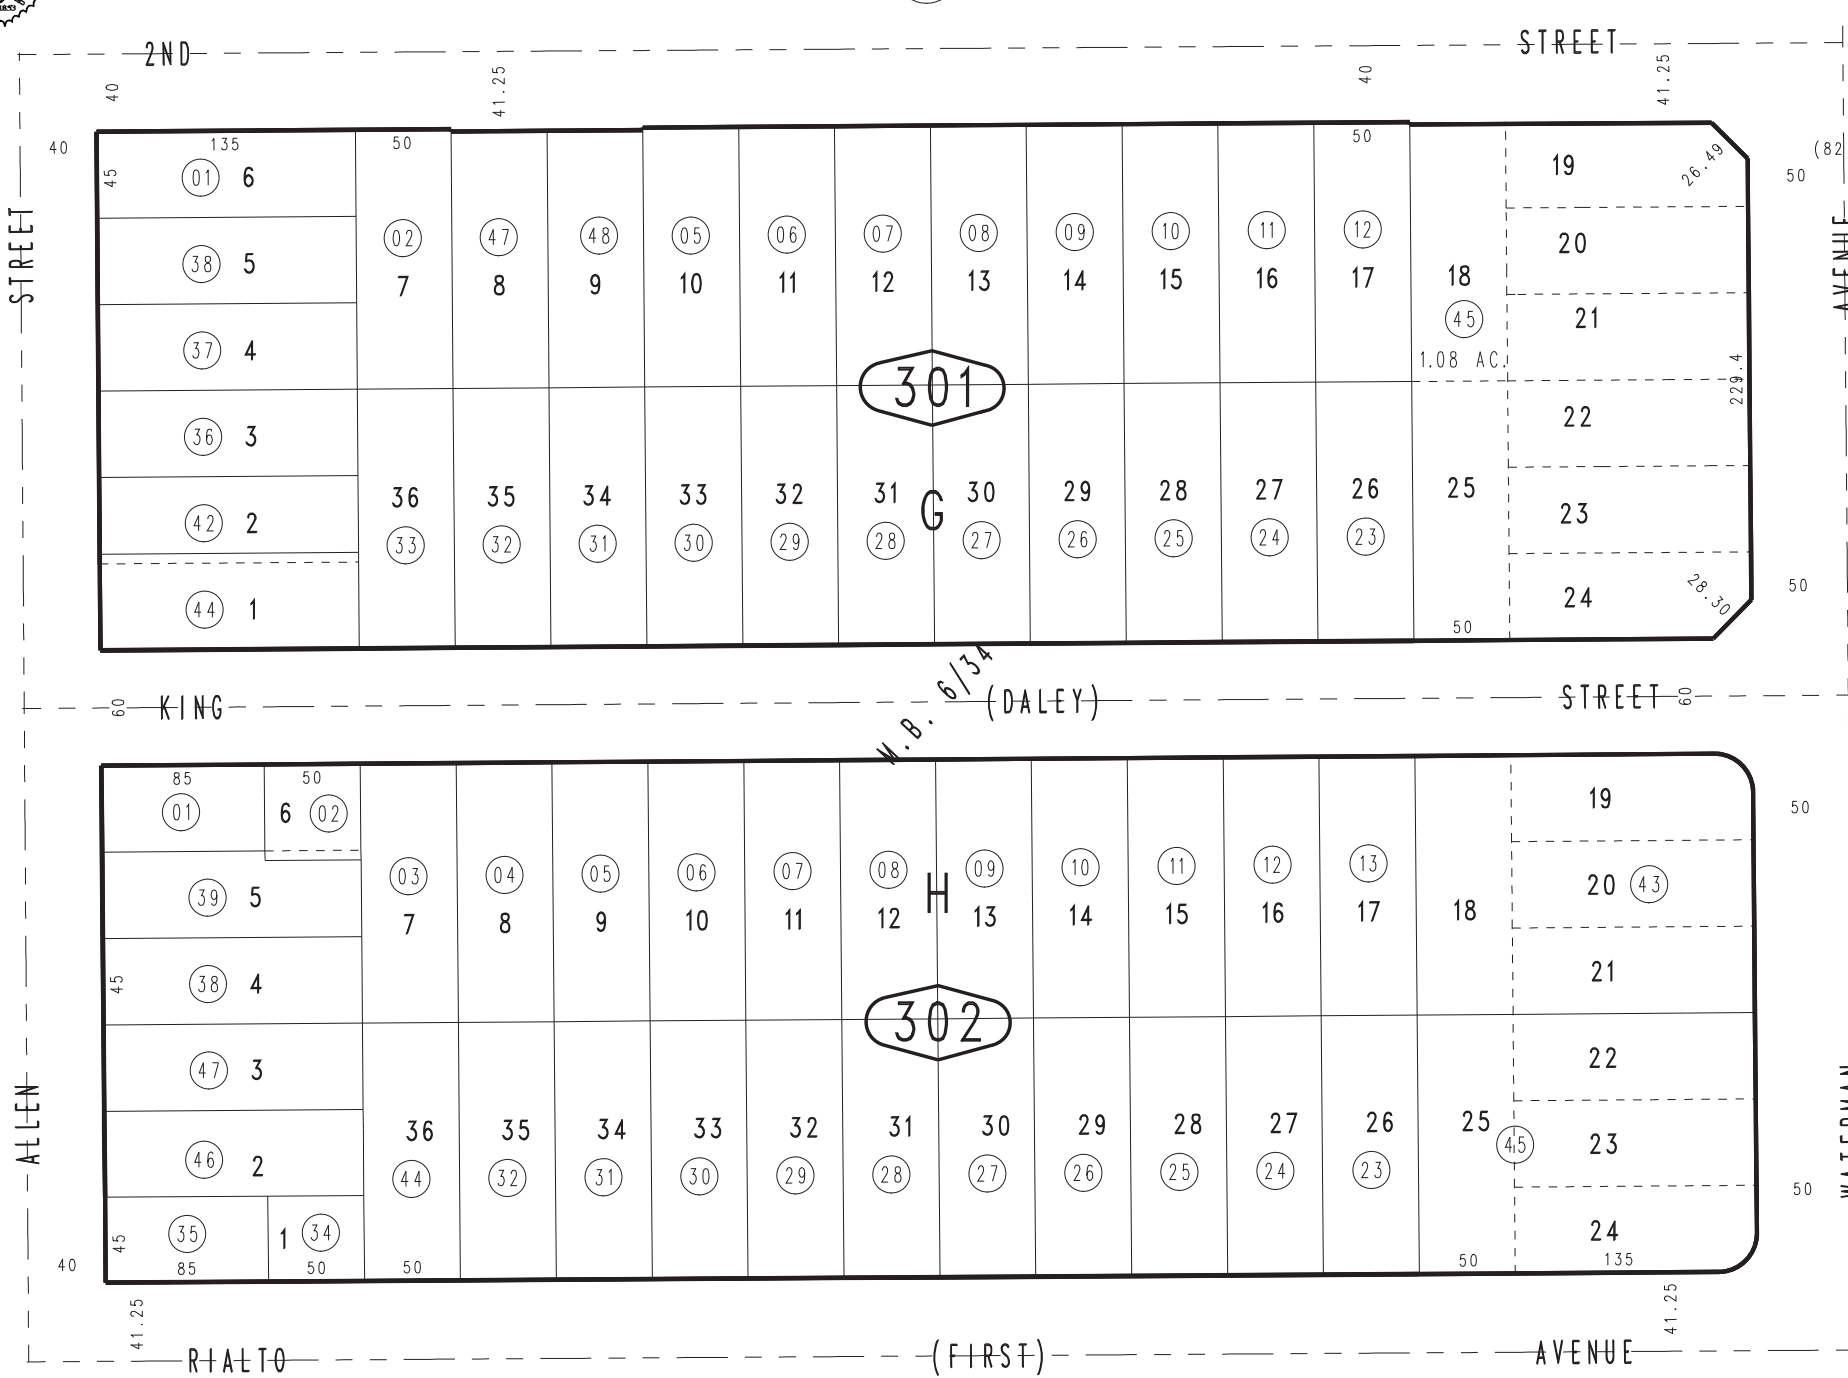 1853
2ND STREET
40 41.25 40 41.25
40 135 50 50 26.49 (82
45 01 6 19 50
STREET AVENUE
02 47 48 05 06 07 08 09 10 11 12 20
38 5 7 8 9 10 11 12 13 14 15 16 17 18
37 4 45 21
1.08 AC.
301 229.4
36 3 22
36 35 34 33 32 31 G 30 29 28 27 26 25
42 2 33 32 31 30 29 28 27 26 25 24 23 23
44 1 24 28.30 50
50
M.B. 6/34
60 KING (DALEY) STREET 60
85 50
01 6 02 19 50
03 04 05 06 07 08 H 09 10 11 12 13
39 5 7 8 9 10 11 12 13 14 15 16 17 18 20 43
45 38 4 21
302
47 3 22
ALLEN WATERMAN
36 35 34 33 32 31 30 29 28 27 26 25
46 2 44 32 31 30 29 28 27 26 25 24 23 45 23
50
45 35 1 34 24
40 85 50 50 50 135
41.25 41.25
RIALTO (FIRST) AVENUE